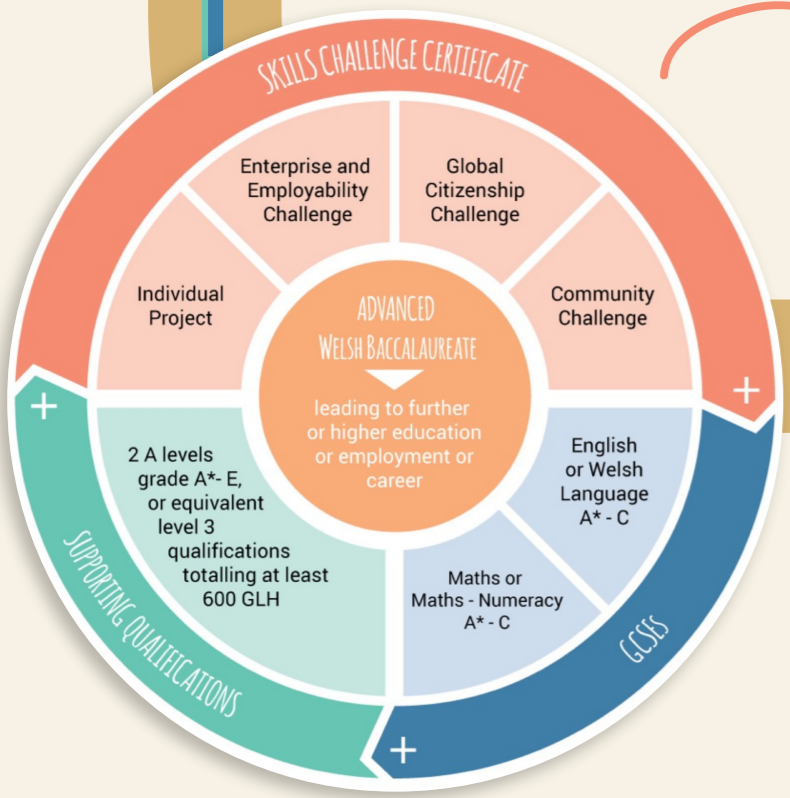 SKILLS CHALLENGE CERTIFICATE
Individual
Project
Enterprise and
Employability
Challenge
Global
Citizenship
Challenge
Community
Challenge
+
ADVANCED
WELSH BACCALAUREATE
leading to further
or higher education
or employment or
career
English
or Welsh
Language
A* - C
Maths or
Maths - Numeracy
A* - C
GCSES
+
2 A levels
grade A*- E,
or equivalent
level 3
qualifications
totalling at least
600 GLH
SUPPORTING QUALIFICATIONS
+